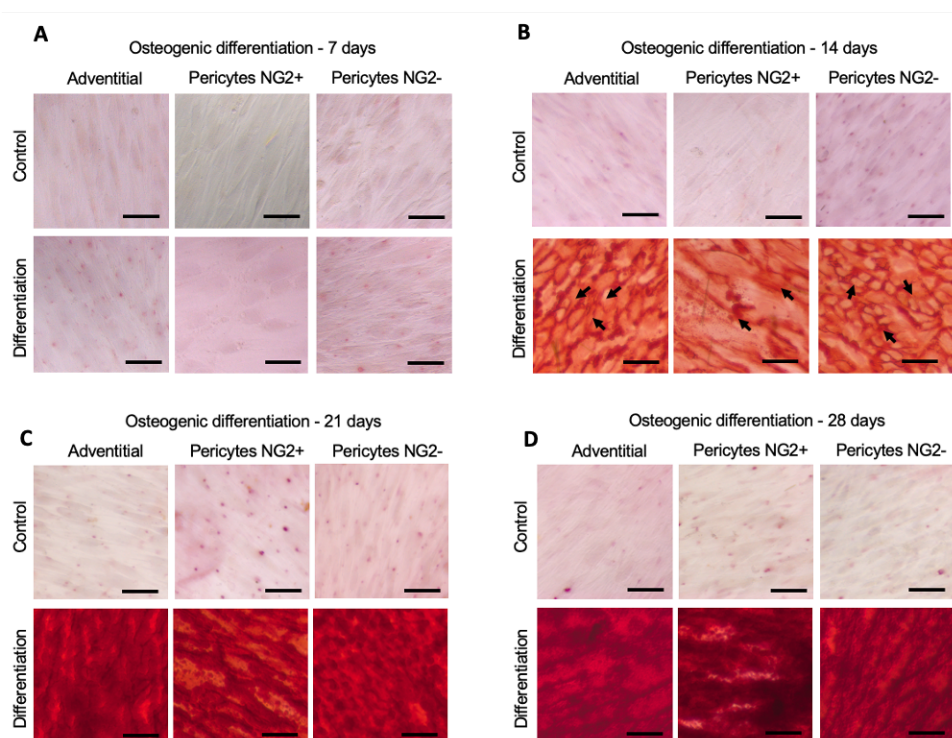 A
Osteogenic differentiation - 7 days
Adventitial Pericytes NG2+ Pericytes NG2-
Control
Differentiation
B
Osteogenic differentiation - 14 days
Adventitial Pericytes NG2+ Pericytes NG2-
Control
Differentiation
C
Osteogenic differentiation - 21 days
Adventitial Pericytes NG2+ Pericytes NG2-
Control
Differentiation
D
Osteogenic differentiation - 28 days
Adventitial Pericytes NG2+ Pericytes NG2-
Control
Differentiation